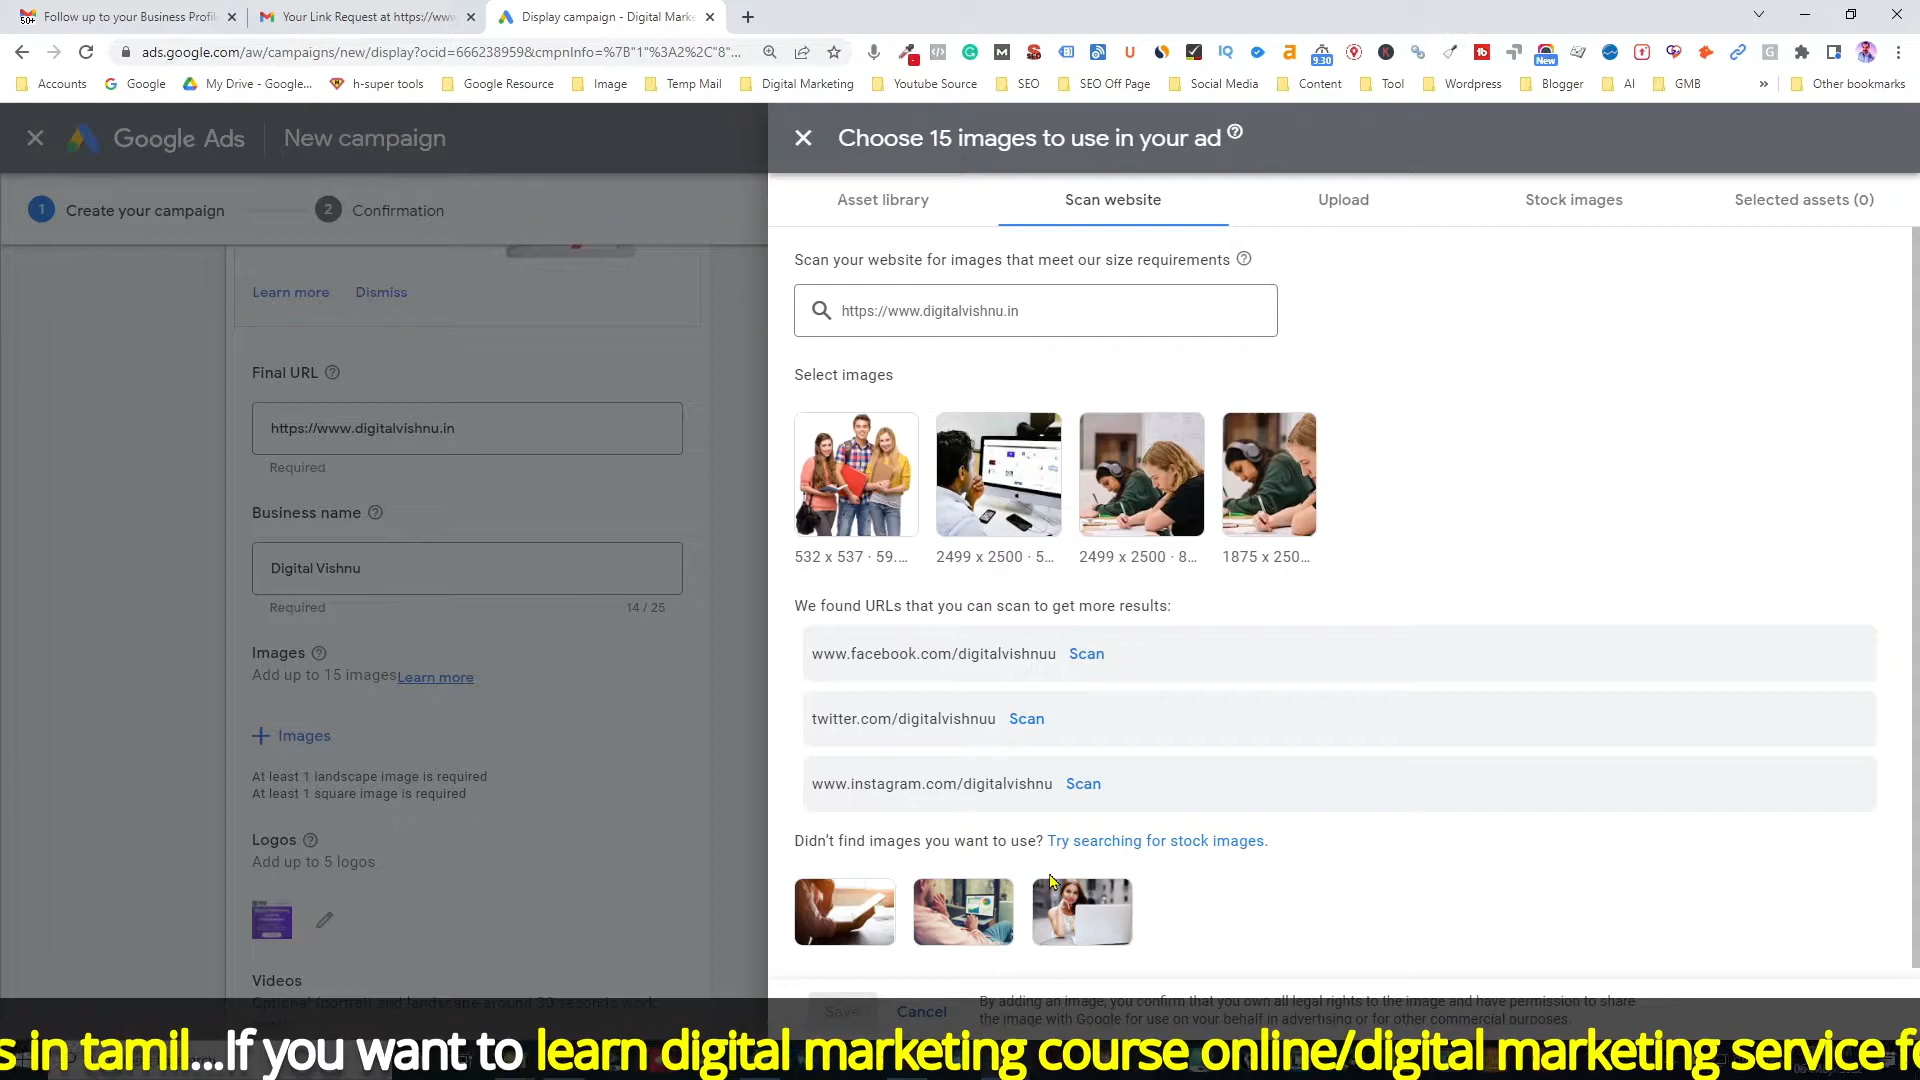 Follow up to your Business Profil
Your Link Request at https://www
Display campaign - Digital Marke
ads.google.com/aw/campaigns/new/display?ocid=666238959&cmpnInfo=%7B"1"%3A2%2C"8"...
Accounts
Google
My Drive - Google...
h-super tools
Google Resource
Image
Temp Mail
Digital Marketing
Youtube Source
SEO
SEO Off Page
Social Media
Content
Tool
Wordpress
Blogger
AI
GMB
»
Other bookmarks
Google Ads
New campaign
Choose 15 images to use in your ad
1 Create your campaign
2 Confirmation
Asset library
Scan website
Upload
Stock images
Selected assets (0)
Scan your website for images that meet our size requirements
https://www.digitalvishnu.in
Learn more
Dismiss
Final URL
https://www.digitalvishnu.in
Required
Business name
Digital Vishnu
Required
14 / 25
Images
Add up to 15 images Learn more
+ Images
At least 1 landscape image is required
At least 1 square image is required
Logos
Add up to 5 logos
Videos
Optional (portrait and landscape around 30 seconds work
Select images
532 x 537 · 59....
2499 x 2500 · 5...
2499 x 2500 · 8...
1875 x 250...
We found URLs that you can scan to get more results:
www.facebook.com/digitalvishnuu Scan
twitter.com/digitalvishnuu Scan
www.instagram.com/digitalvishnu Scan
Didn't find images you want to use? Try searching for stock images.
Save
Cancel
By adding an image, you confirm that you own all legal rights to the image and have permission to share
the image with Google for use on your behalf in advertising or for other commercial purposes.
s in tamil...If you want to learn digital marketing course online/digital marketing service fo